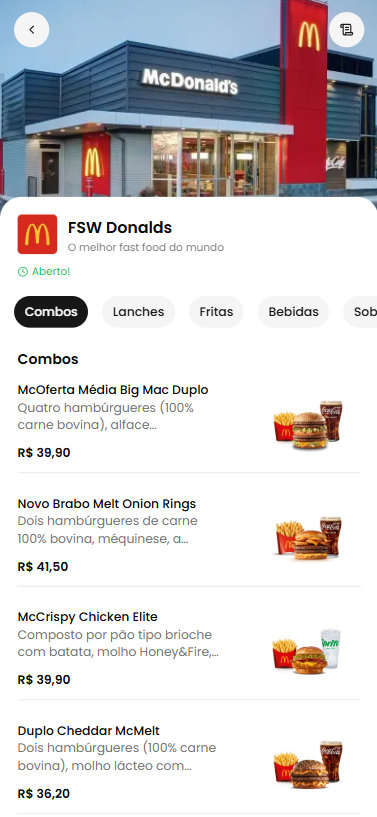 McDonald's
McCafé
FSW Donalds
O melhor fast food do mundo
Aberto!
Combos
Lanches
Fritas
Bebidas
Sob
Combos
McOferta Média Big Mac Duplo
Quatro hambúrgueres (100%
carne bovina), alface…
R$ 39,90
Novo Brabo Melt Onion Rings
Dois hambúrgueres de carne
100% bovina, méquinese, a…
R$ 41,50
McCrispy Chicken Elite
Composto por pão tipo brioche
com batata, molho Honey&Fire,…
R$ 39,90
Duplo Cheddar McMelt
Dois hambúrgueres (100% carne
bovina), molho lácteo com…
R$ 36,20